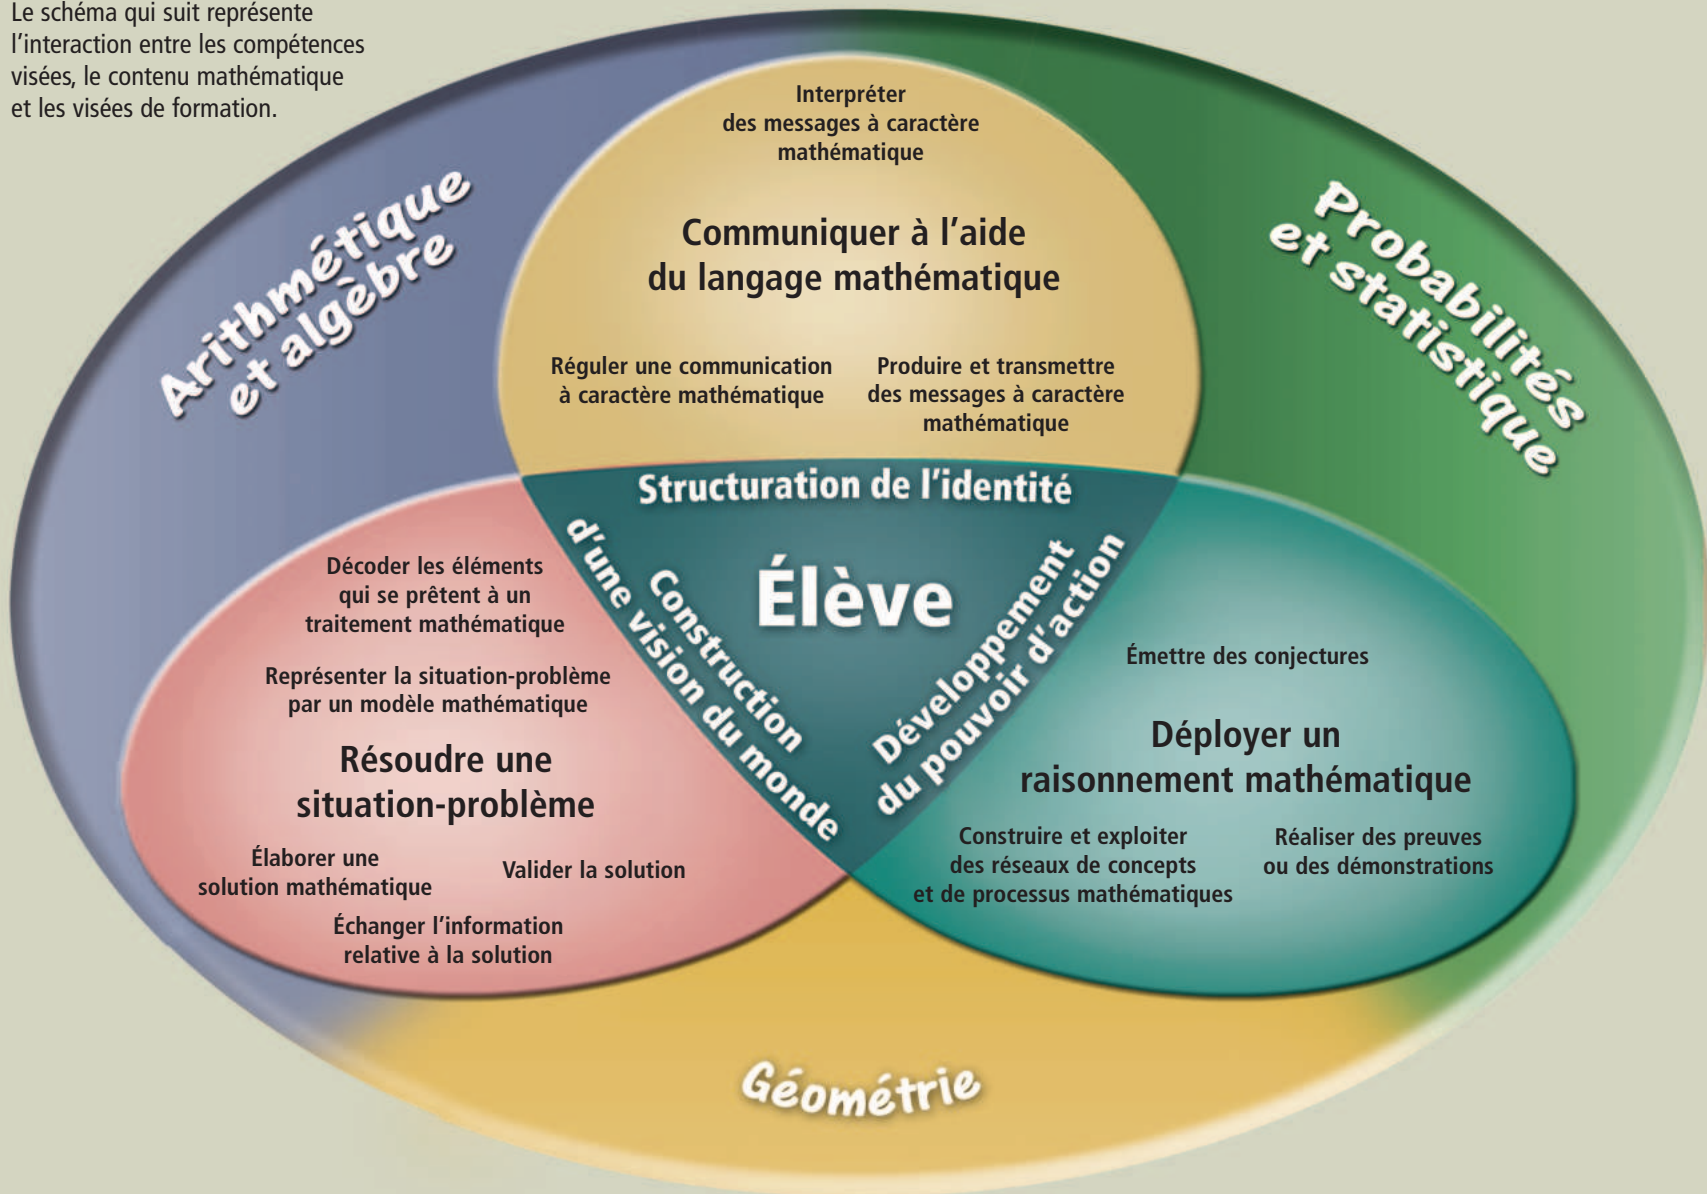 Le schéma qui suit représente
l'interaction entre les compétences
visées, le contenu mathématique
et les visées de formation.
Arithmétique
et algèbre
Probabilités
et statistique
Interpréter
des messages à caractère
mathématique
Communiquer à l'aide
du langage mathématique
Réguler une communication
à caractère mathématique
Produire et transmettre
des messages à caractère
mathématique
Structuration de l'identité
Élève
Construction
d'une vision du monde
Développement
du pouvoir d'action
Décoder les éléments
qui se prêtent à un
traitement mathématique
Représenter la situation-problème
par un modèle mathématique
Résoudre une
situation-problème
Élaborer une
solution mathématique
Valider la solution
Échanger l'information
relative à la solution
Émettre des conjectures
Déployer un
raisonnement mathématique
Construire et exploiter
des réseaux de concepts
et de processus mathématiques
Réaliser des preuves
ou des démonstrations
Géométrie